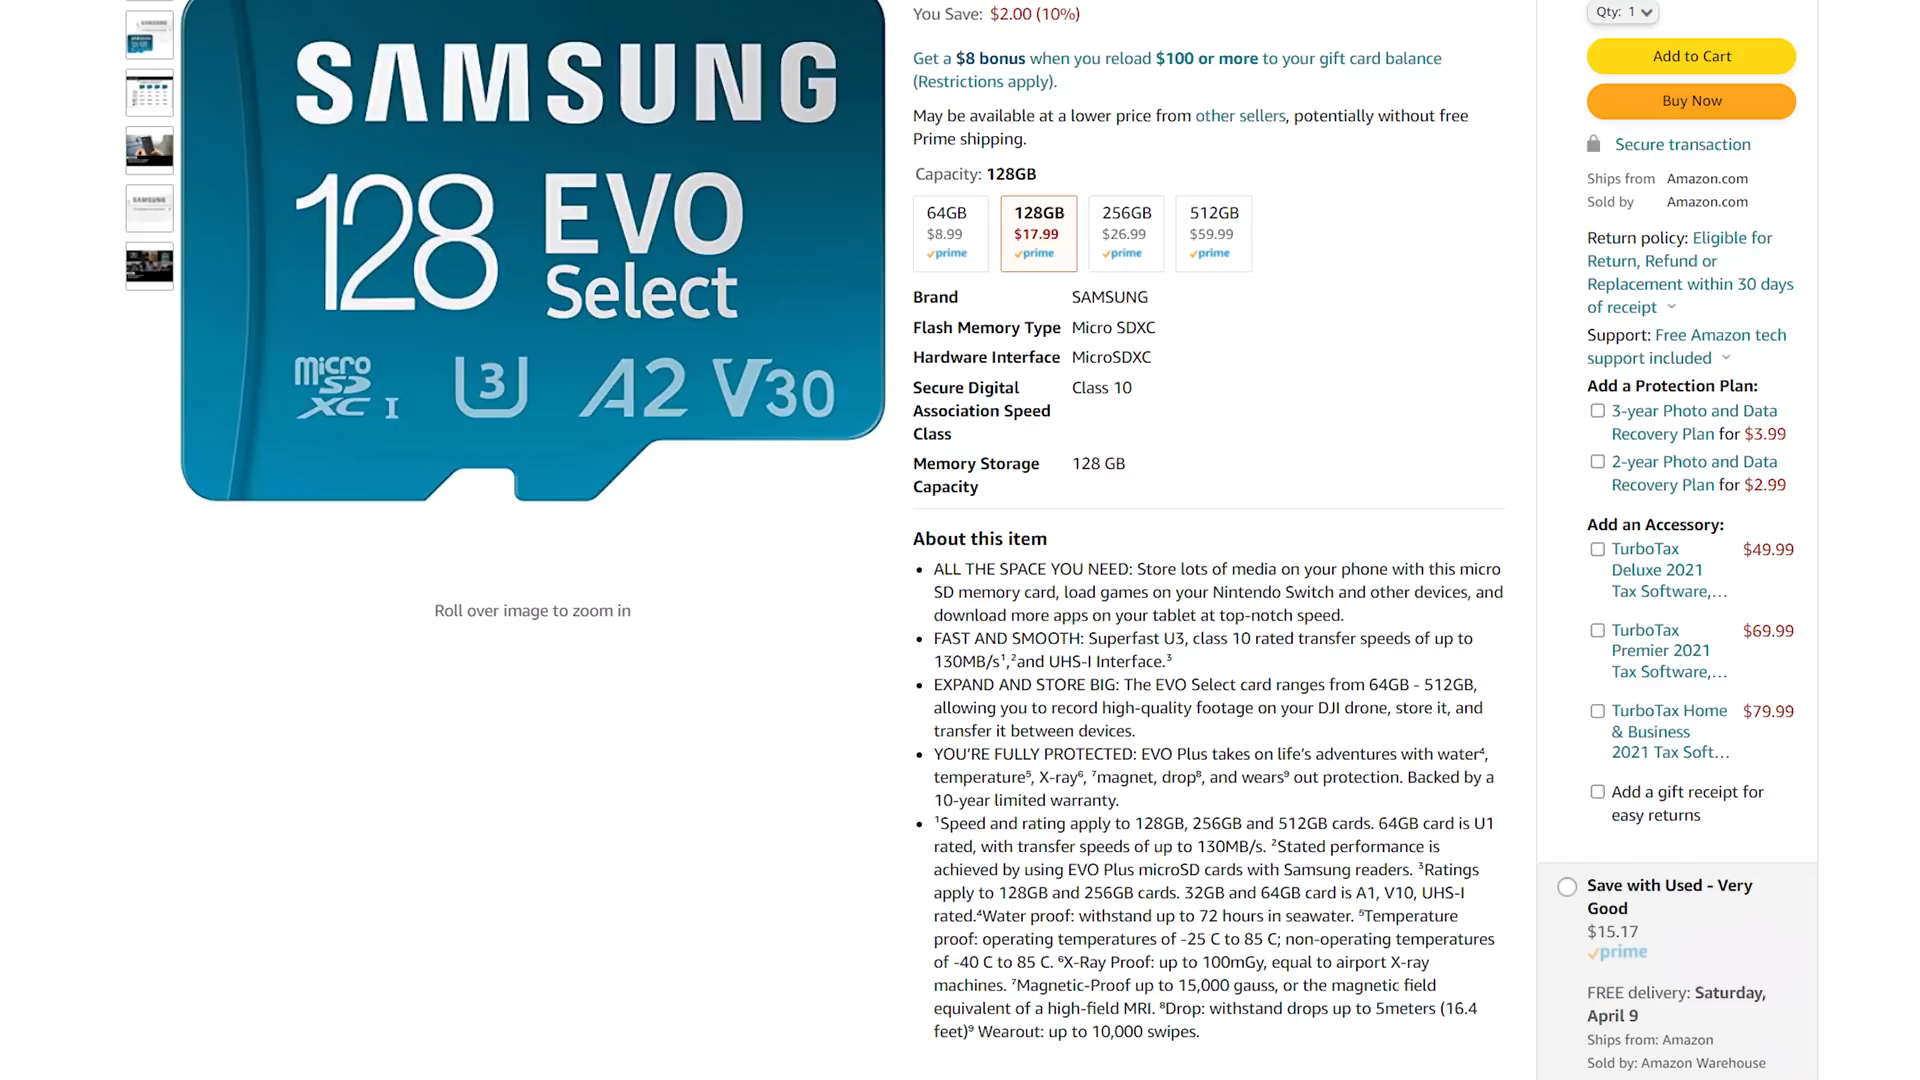 SAMSUNG
128 EVO
Select
micro
SD
XC I
U3 A2 V30
Roll over image to zoom in
You Save: $2.00 (10%)
Get a $8 bonus when you reload $100 or more to your gift card balance
(Restrictions apply).
May be available at a lower price from other sellers, potentially without free
Prime shipping.
Capacity: 128GB
64GB 128GB 256GB 512GB
$8.99 $17.99 $26.99 $59.99
prime prime prime prime
Brand SAMSUNG
Flash Memory Type Micro SDXC
Hardware Interface MicroSDXC
Secure Digital Class 10
Association Speed
Class
Memory Storage 128 GB
Capacity
About this item
• ALL THE SPACE YOU NEED: Store lots of media on your phone with this micro
SD memory card, load games on your Nintendo Switch and other devices, and
download more apps on your tablet at top-notch speed.
• FAST AND SMOOTH: Superfast U3, class 10 rated transfer speeds of up to
130MB/s¹,²and UHS-I Interface.³
• EXPAND AND STORE BIG: The EVO Select card ranges from 64GB - 512GB,
allowing you to record high-quality footage on your DJI drone, store it, and
transfer it between devices.
• YOU’RE FULLY PROTECTED: EVO Plus takes on life’s adventures with water⁴,
temperature⁵, X-ray⁶, ⁷magnet, drop⁸, and wears⁹ out protection. Backed by a
10-year limited warranty.
• ¹Speed and rating apply to 128GB, 256GB and 512GB cards. 64GB card is U1
rated, with transfer speeds of up to 130MB/s. ²Stated performance is
achieved by using EVO Plus microSD cards with Samsung readers. ³Ratings
apply to 128GB and 256GB cards. 32GB and 64GB card is A1, V10, UHS-I
rated.⁴Water proof: withstand up to 72 hours in seawater. ⁵Temperature
proof: operating temperatures of -25 C to 85 C; non-operating temperatures
of -40 C to 85 C. ⁶X-Ray Proof: up to 100mGy, equal to airport X-ray
machines. ⁷Magnetic-Proof up to 15,000 gauss, or the magnetic field
equivalent of a high-field MRI. ⁸Drop: withstand drops up to 5meters (16.4
feet)⁹ Wearout: up to 10,000 swipes.
Qty: 1
Add to Cart
Buy Now
Secure transaction
Ships from Amazon.com
Sold by Amazon.com
Return policy: Eligible for
Return, Refund or
Replacement within 30 days
of receipt
Support: Free Amazon tech
support included
Add a Protection Plan:
3-year Photo and Data
Recovery Plan for $3.99
2-year Photo and Data
Recovery Plan for $2.99
Add an Accessory:
TurboTax $49.99
Deluxe 2021
Tax Software,...
TurboTax $69.99
Premier 2021
Tax Software,...
TurboTax Home $79.99
& Business
2021 Tax Soft...
Add a gift receipt for
easy returns
Save with Used - Very
Good
$15.17
prime
FREE delivery: Saturday,
April 9
Ships from: Amazon
Sold by: Amazon Warehouse